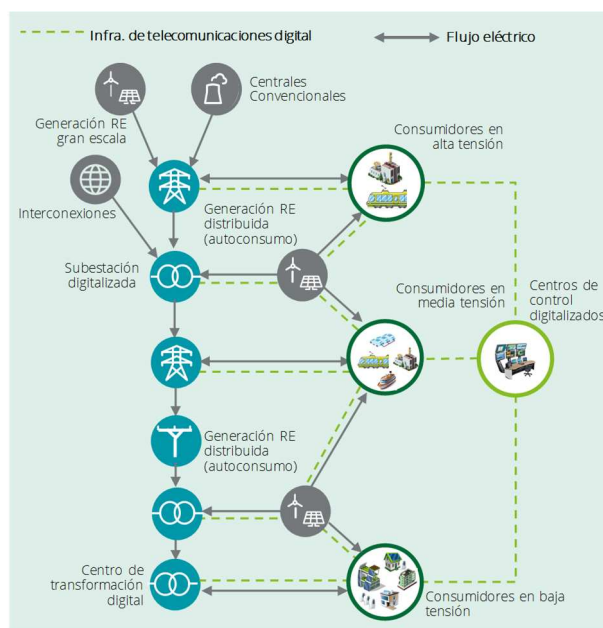 Infra. de telecomunicaciones digital
Flujo eléctrico
Centrales
Convencionales
Generación RE
gran escala
Consumidores en
alta tensión
Interconexiones
Generación RE
distribuida
(autoconsumo)
Subestación
digitalizada
Consumidores en
media tensión
Centros de
control
digitalizados
Generación RE
distribuida
(autoconsumo)
Centro de
transformación
digital
Consumidores en baja
tensión